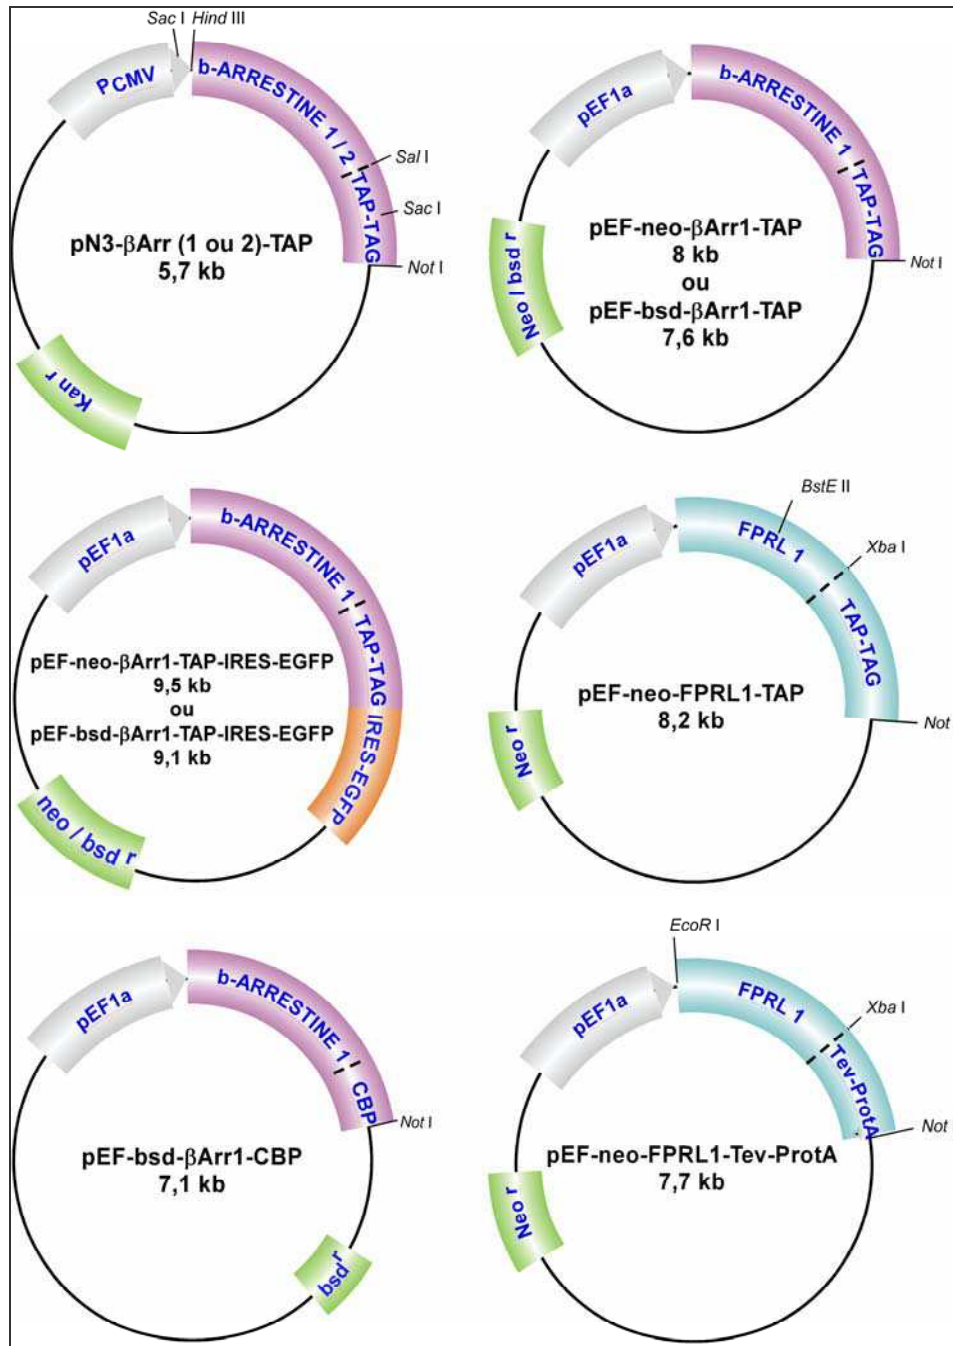 Sac I Hind III
PCMV
b-ARRESTINE 1 / 2
TAP-TAG
Sal I
Sac I
Not I
Kan r
pN3-βArr (1 ou 2)-TAP
5,7 kb
pEF1a
b-ARRESTINE 1
TAP-TAG
Not I
Neo / bsd r
pEF-neo-βArr1-TAP
8 kb
ou
pEF-bsd-βArr1-TAP
7,6 kb
pEF1a
b-ARRESTINE 1
TAP-TAG
IRES-EGFP
neo / bsd r
pEF-neo-βArr1-TAP-IRES-EGFP
9,5 kb
ou
pEF-bsd-βArr1-TAP-IRES-EGFP
9,1 kb
pEF1a
FPRL 1
BstE II
Xba I
TAP-TAG
Not
Neo r
pEF-neo-FPRL1-TAP
8,2 kb
pEF1a
b-ARRESTINE 1
CBP
Not I
bsd r
pEF-bsd-βArr1-CBP
7,1 kb
EcoR I
pEF1a
FPRL 1
Xba I
Tev-ProtA
Not
Neo r
pEF-neo-FPRL1-Tev-ProtA
7,7 kb